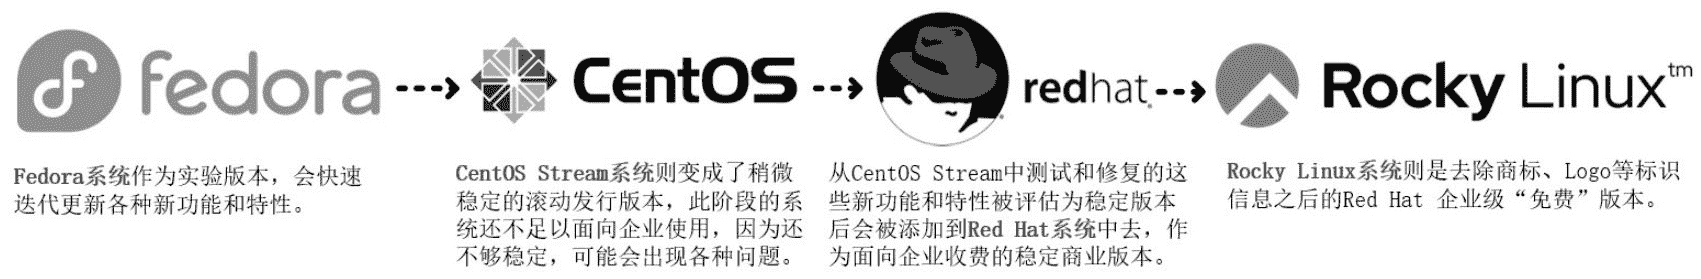 fedora
CentOS
redhat.
Rocky Linux™
Fedora系统作为实验版本，会快速
迭代更新各种新功能和特性。
CentOS Stream系统则变成了稍微
稳定的滚动发行版本，此阶段的系
统还不足以面向企业使用，因为还
不够稳定，可能会出现各种问题。
从CentOS Stream中测试和修复的这
些新功能和特性被评估为稳定版本
后会被添加到Red Hat系统中去，作
为面向企业收费的稳定商业版本。
Rocky Linux系统则是去除商标、Logo等标识
信息之后的Red Hat 企业级“免费”版本。